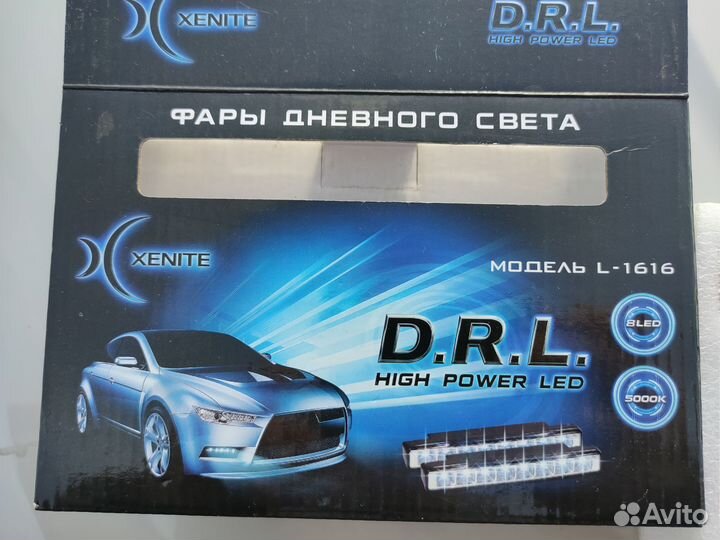 XENITE
D.R.L.
HIGH POWER LED
ФАРЫ ДНЕВНОГО СВЕТА
XENITE
МОДЕЛЬ L-1616
8LED
D.R.L.
HIGH POWER LED
5000K
Avito